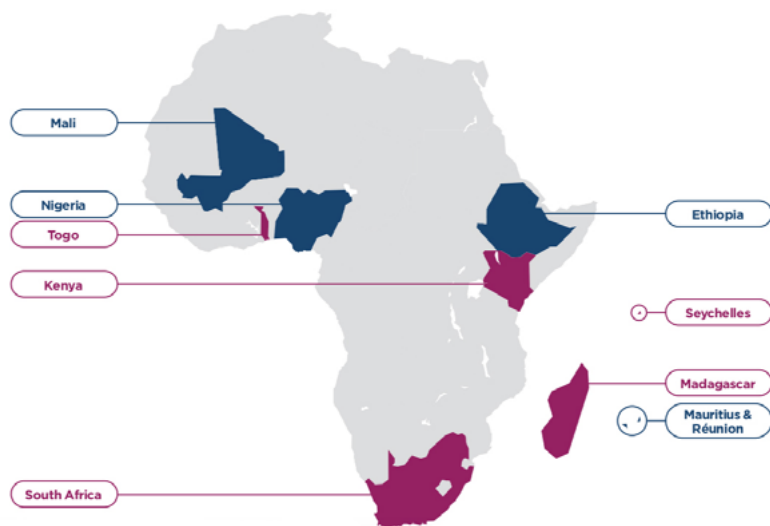 Mali
Nigeria
Togo
Kenya
South Africa
Ethiopia
Seychelles
Madagascar
Mauritius &
Réunion